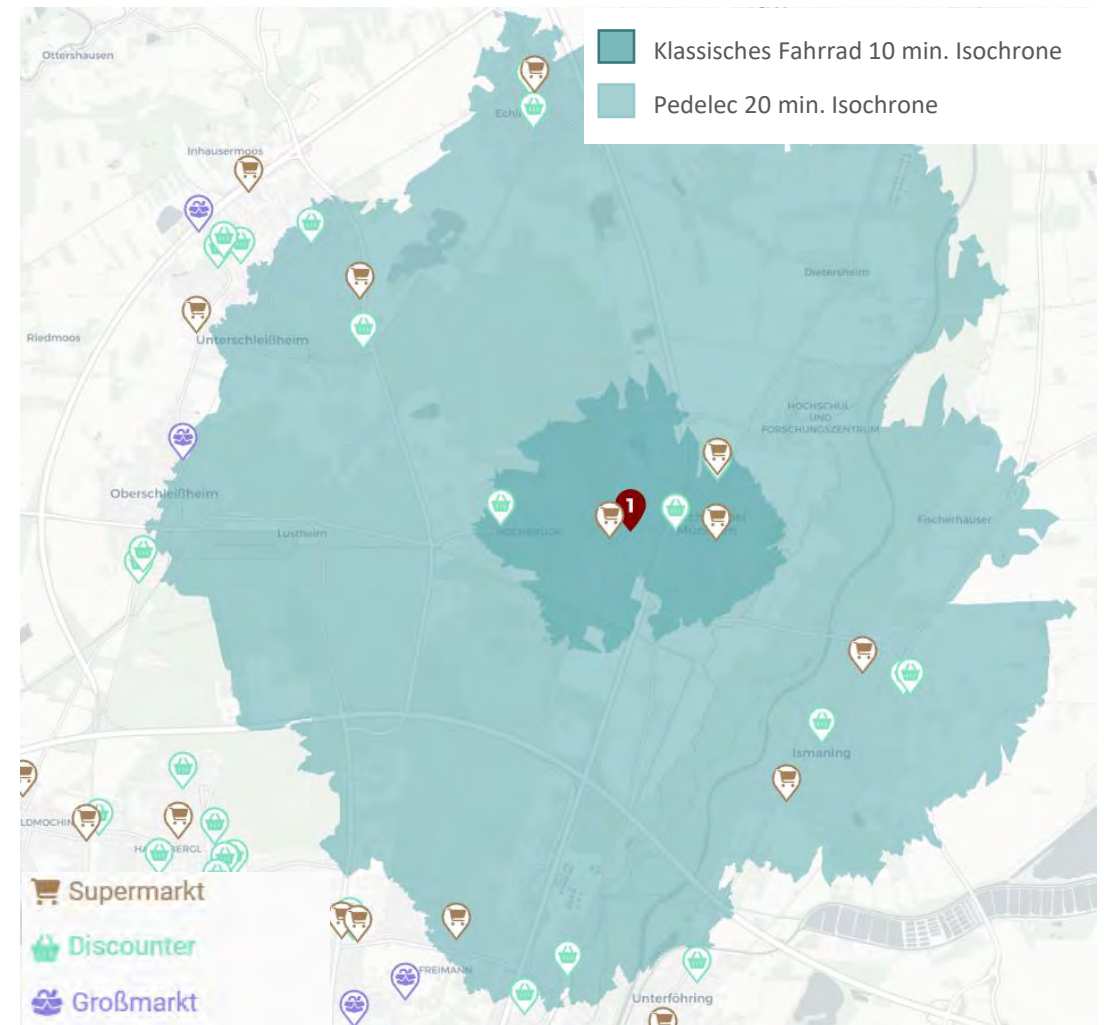 Ottershausen
Klassisches Fahrrad 10 min. Isochrone
Pedelec 20 min. Isochrone
Inhausermoos
Dietersheim
Riedmoos
Unterschleißheim
HOCHSCHUL-
UND
FORSCHUNGSZENTRUM
Oberschleißheim
1
Lustheim
Fischerhäuser
Ismaning
Supermarkt
Discounter
Großmarkt
FREIMANN
Unterföhring